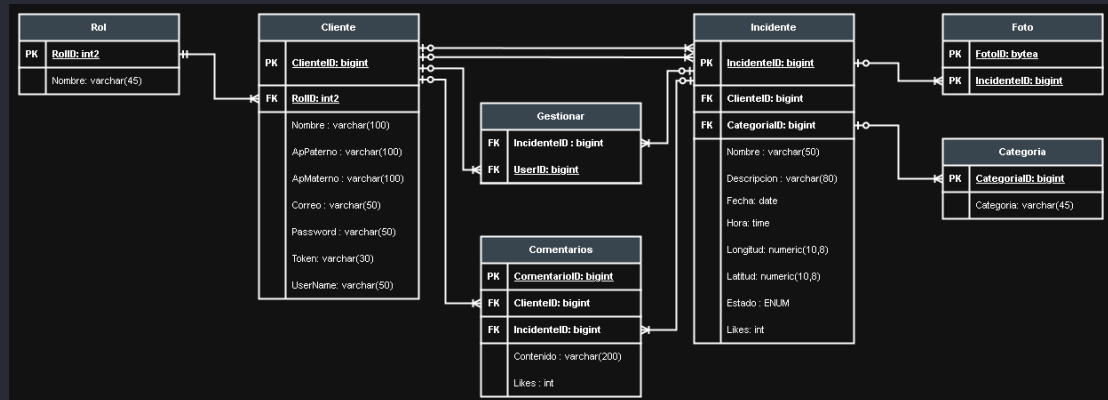 Rol
PK RollD: int2
Nombre: varchar(45)
Cliente
PK ClienteID: bigint
FK RollD: int2
Nombre : varchar(100)
ApPaterno : varchar(100)
ApMaterno : varchar(100)
Correo : varchar(50)
Password : varchar(50)
Token: varchar(30)
UserName: varchar(50)
Gestionar
FK IncidenteID : bigint
FK UserID: bigint
Comentarios
PK ComentarioID: bigint
FK ClienteID: bigint
FK IncidenteID: bigint
Contenido : varchar(200)
Likes : int
Incidente
PK IncidenteID: bigint
FK ClienteID: bigint
FK CategoriaID: bigint
Nombre : varchar(50)
Descripcion : varchar(80)
Fecha: date
Hora: time
Longitud: numeric(10,8)
Latitud: numeric(10,8)
Estado : ENUM
Likes: int
Foto
PK FotoID: bytea
PK IncidenteID: bigint
Categoria
PK CategoriaID: bigint
Categoria: varchar(45)